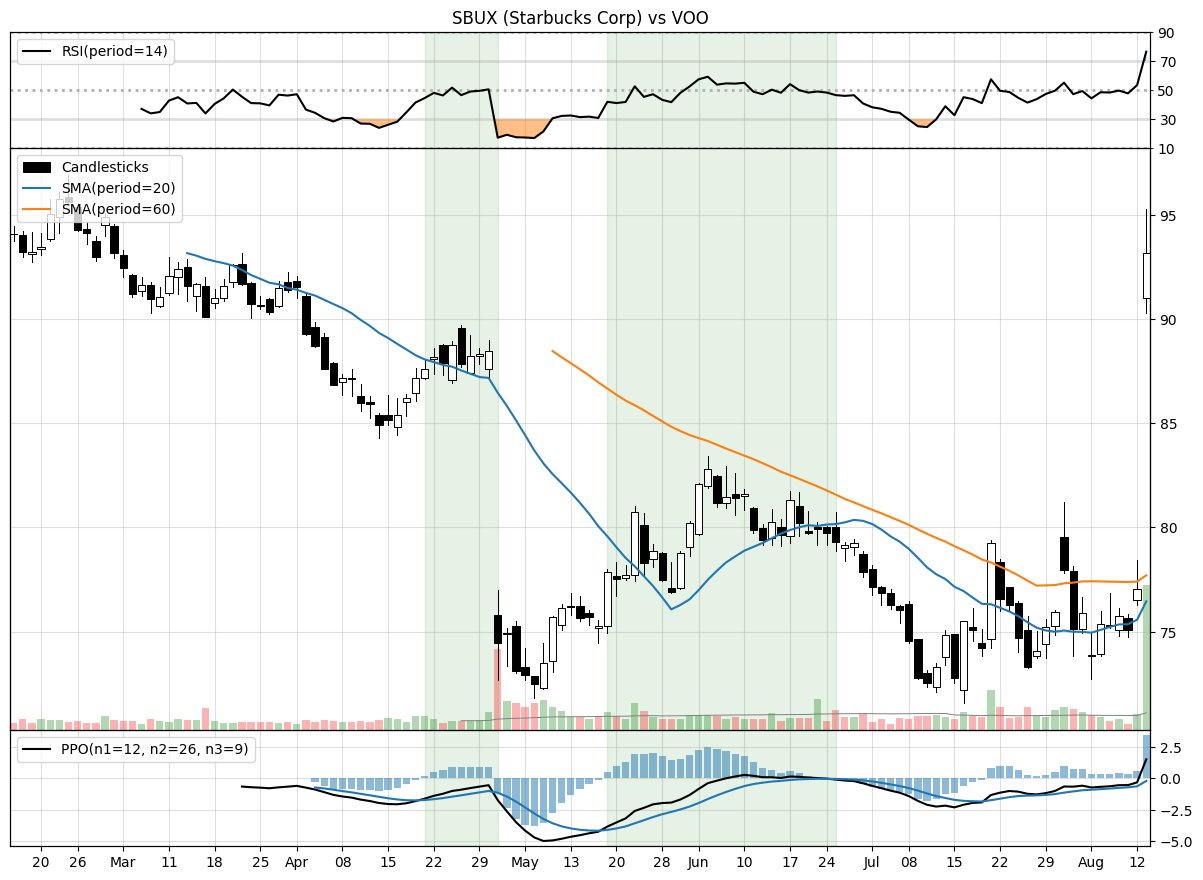 SBUX (Starbucks Corp) vs VOO
RSI(period=14)
90
70
50
30
10
Candlesticks
SMA(period=20)
SMA(period=60)
95
90
85
80
75
PPO(n1=12, n2=26, n3=9)
2.5
0.0
−2.5
−5.0
20 26 Mar 11 18 25 Apr 08 15 22 29 May 13 20 28 Jun 10 17 24 Jul 08 15 22 29 Aug 12